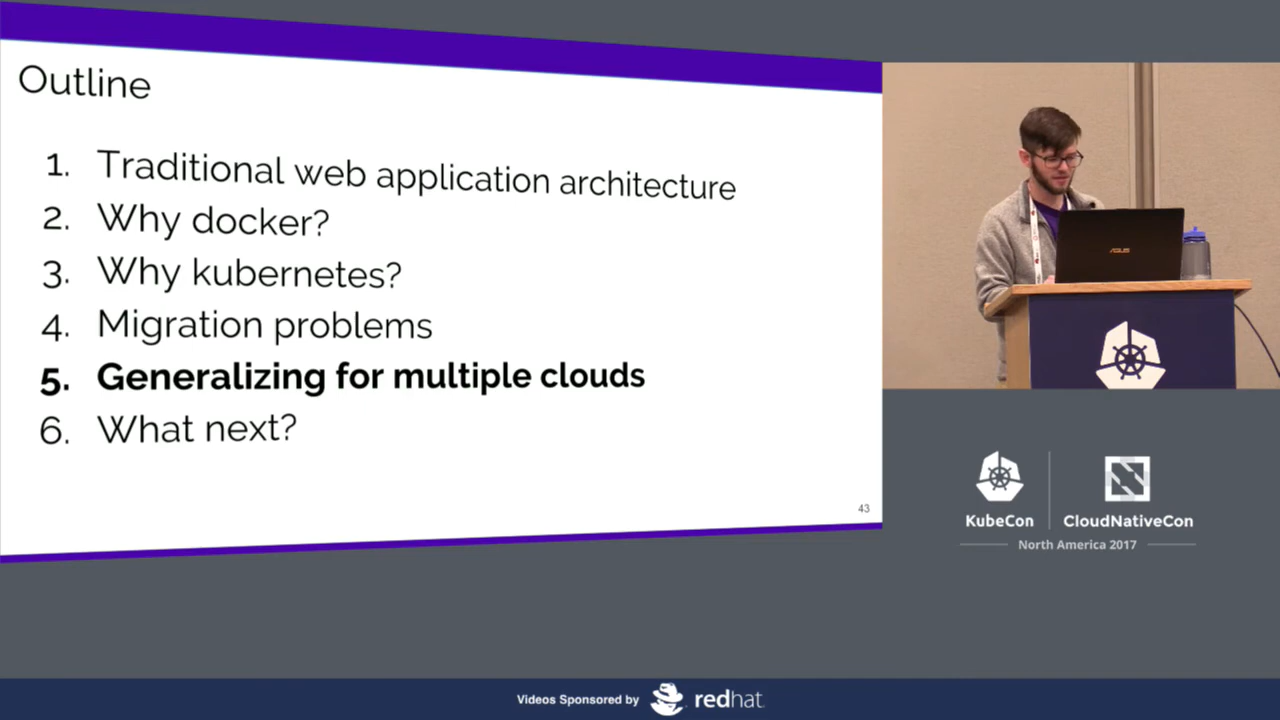 Outline
1. Traditional web application architecture
2. Why docker?
3. Why kubernetes?
4. Migration problems
5. Generalizing for multiple clouds
6. What next?
43
ASUS
KubeCon
CloudNativeCon
North America 2017
Videos Sponsored by redhat.